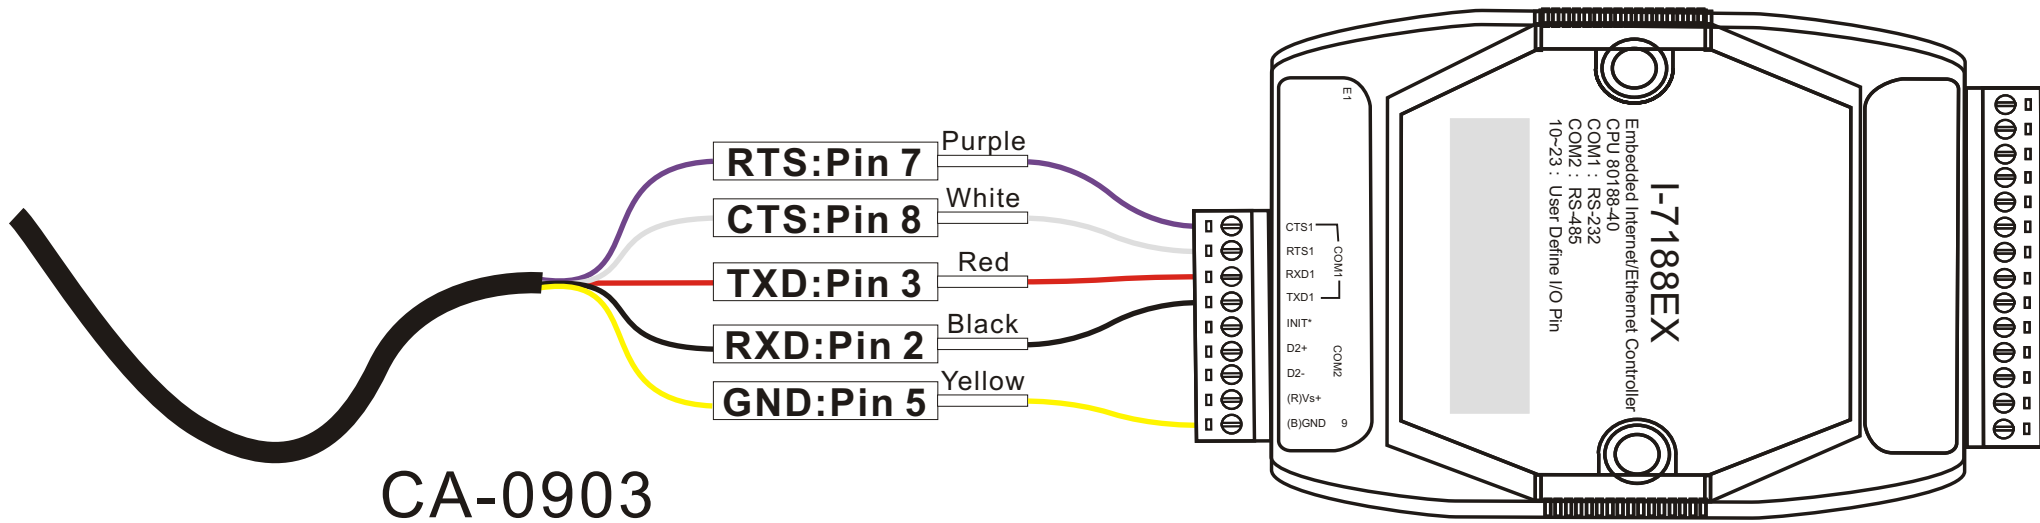 Purple
RTS:Pin 7
White
CTS:Pin 8
Red
TXD:Pin 3
Black
RXD:Pin 2
Yellow
GND:Pin 5
CA-0903
E1
CTS1
RTS1
RXD1
TXD1
COM1
INIT*
D2+
D2-
COM2
(R)Vs+
(B)GND 9
I-7188EX
Embedded Internet/Ethernet Controller
CPU 80188-40
COM1 : RS-232
COM2 : RS-485
10~23 : User Define I/O Pin